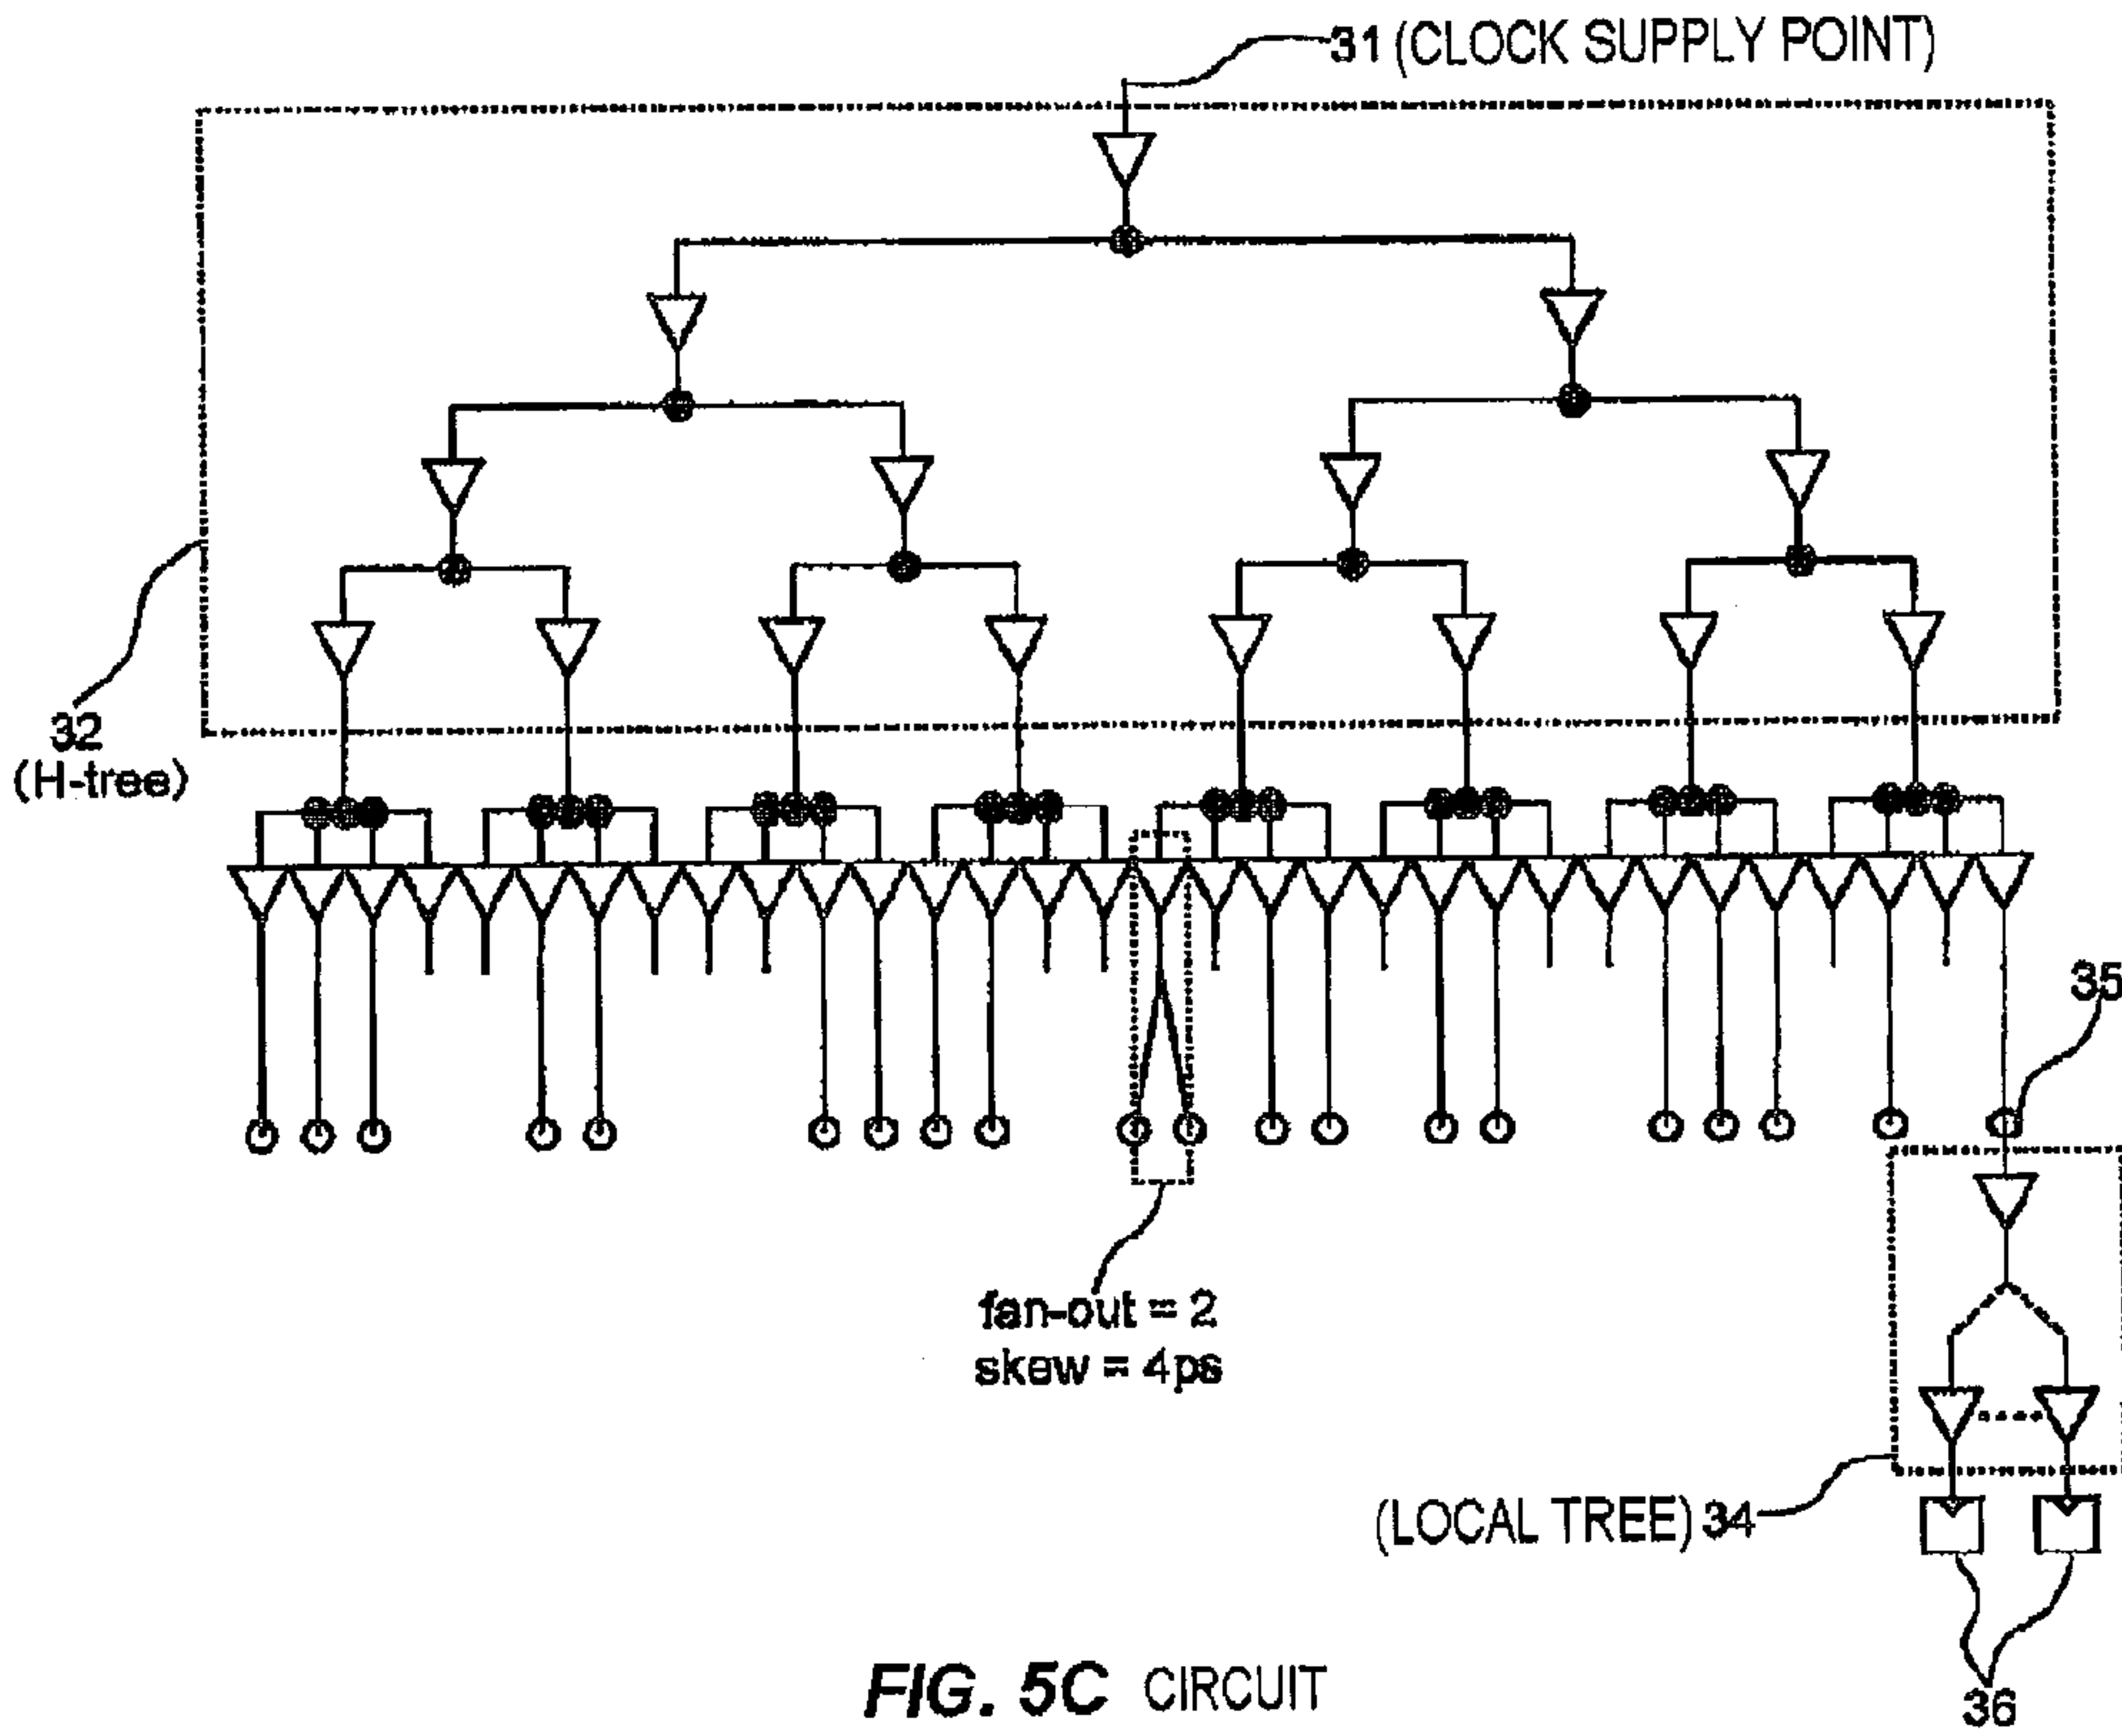 31 (CLOCK SUPPLY POINT)
32
(H-tree)
35
fan-out = 2
skew = 4ps
(LOCAL TREE) 34
36
FIG. 5C CIRCUIT